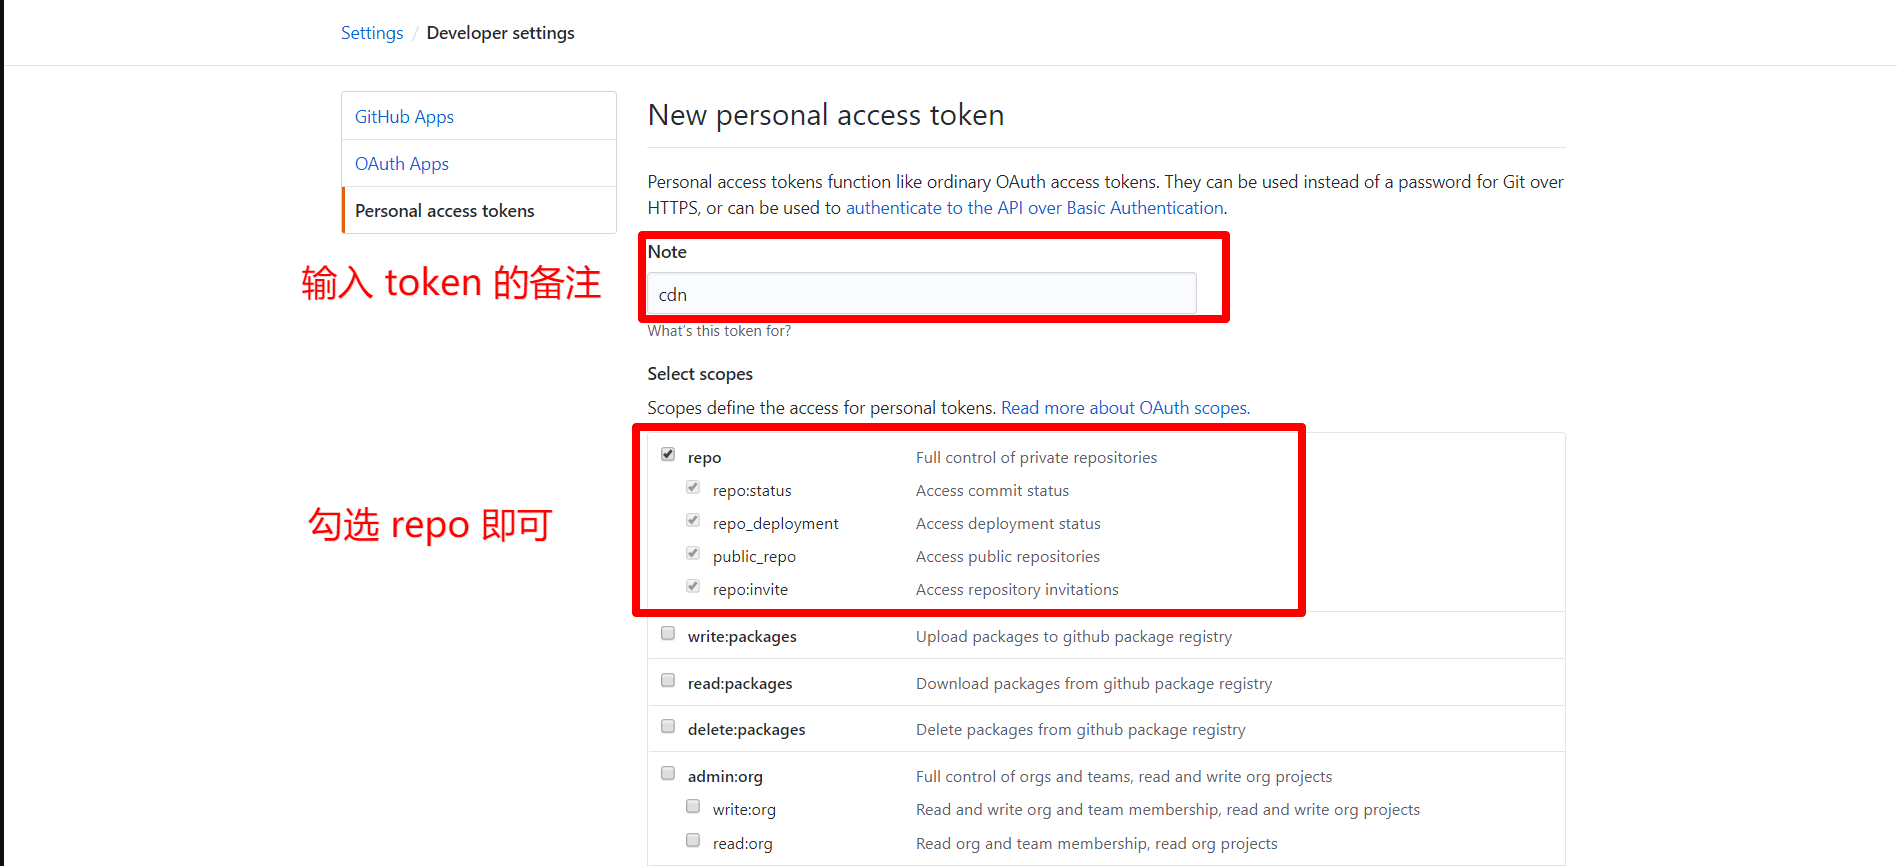 Settings / Developer settings
GitHub Apps
OAuth Apps
Personal access tokens
New personal access token
Personal access tokens function like ordinary OAuth access tokens. They can be used instead of a password for Git over
HTTPS, or can be used to authenticate to the API over Basic Authentication.
输入 token 的备注
Note
cdn
What's this token for?
Select scopes
Scopes define the access for personal tokens. Read more about OAuth scopes.
勾选 repo 即可
repo Full control of private repositories
repo:status Access commit status
repo_deployment Access deployment status
public_repo Access public repositories
repo:invite Access repository invitations
write:packages Upload packages to github package registry
read:packages Download packages from github package registry
delete:packages Delete packages from github package registry
admin:org Full control of orgs and teams, read and write org projects
write:org Read and write org and team membership, read and write org projects
read:org Read org and team membership, read org projects